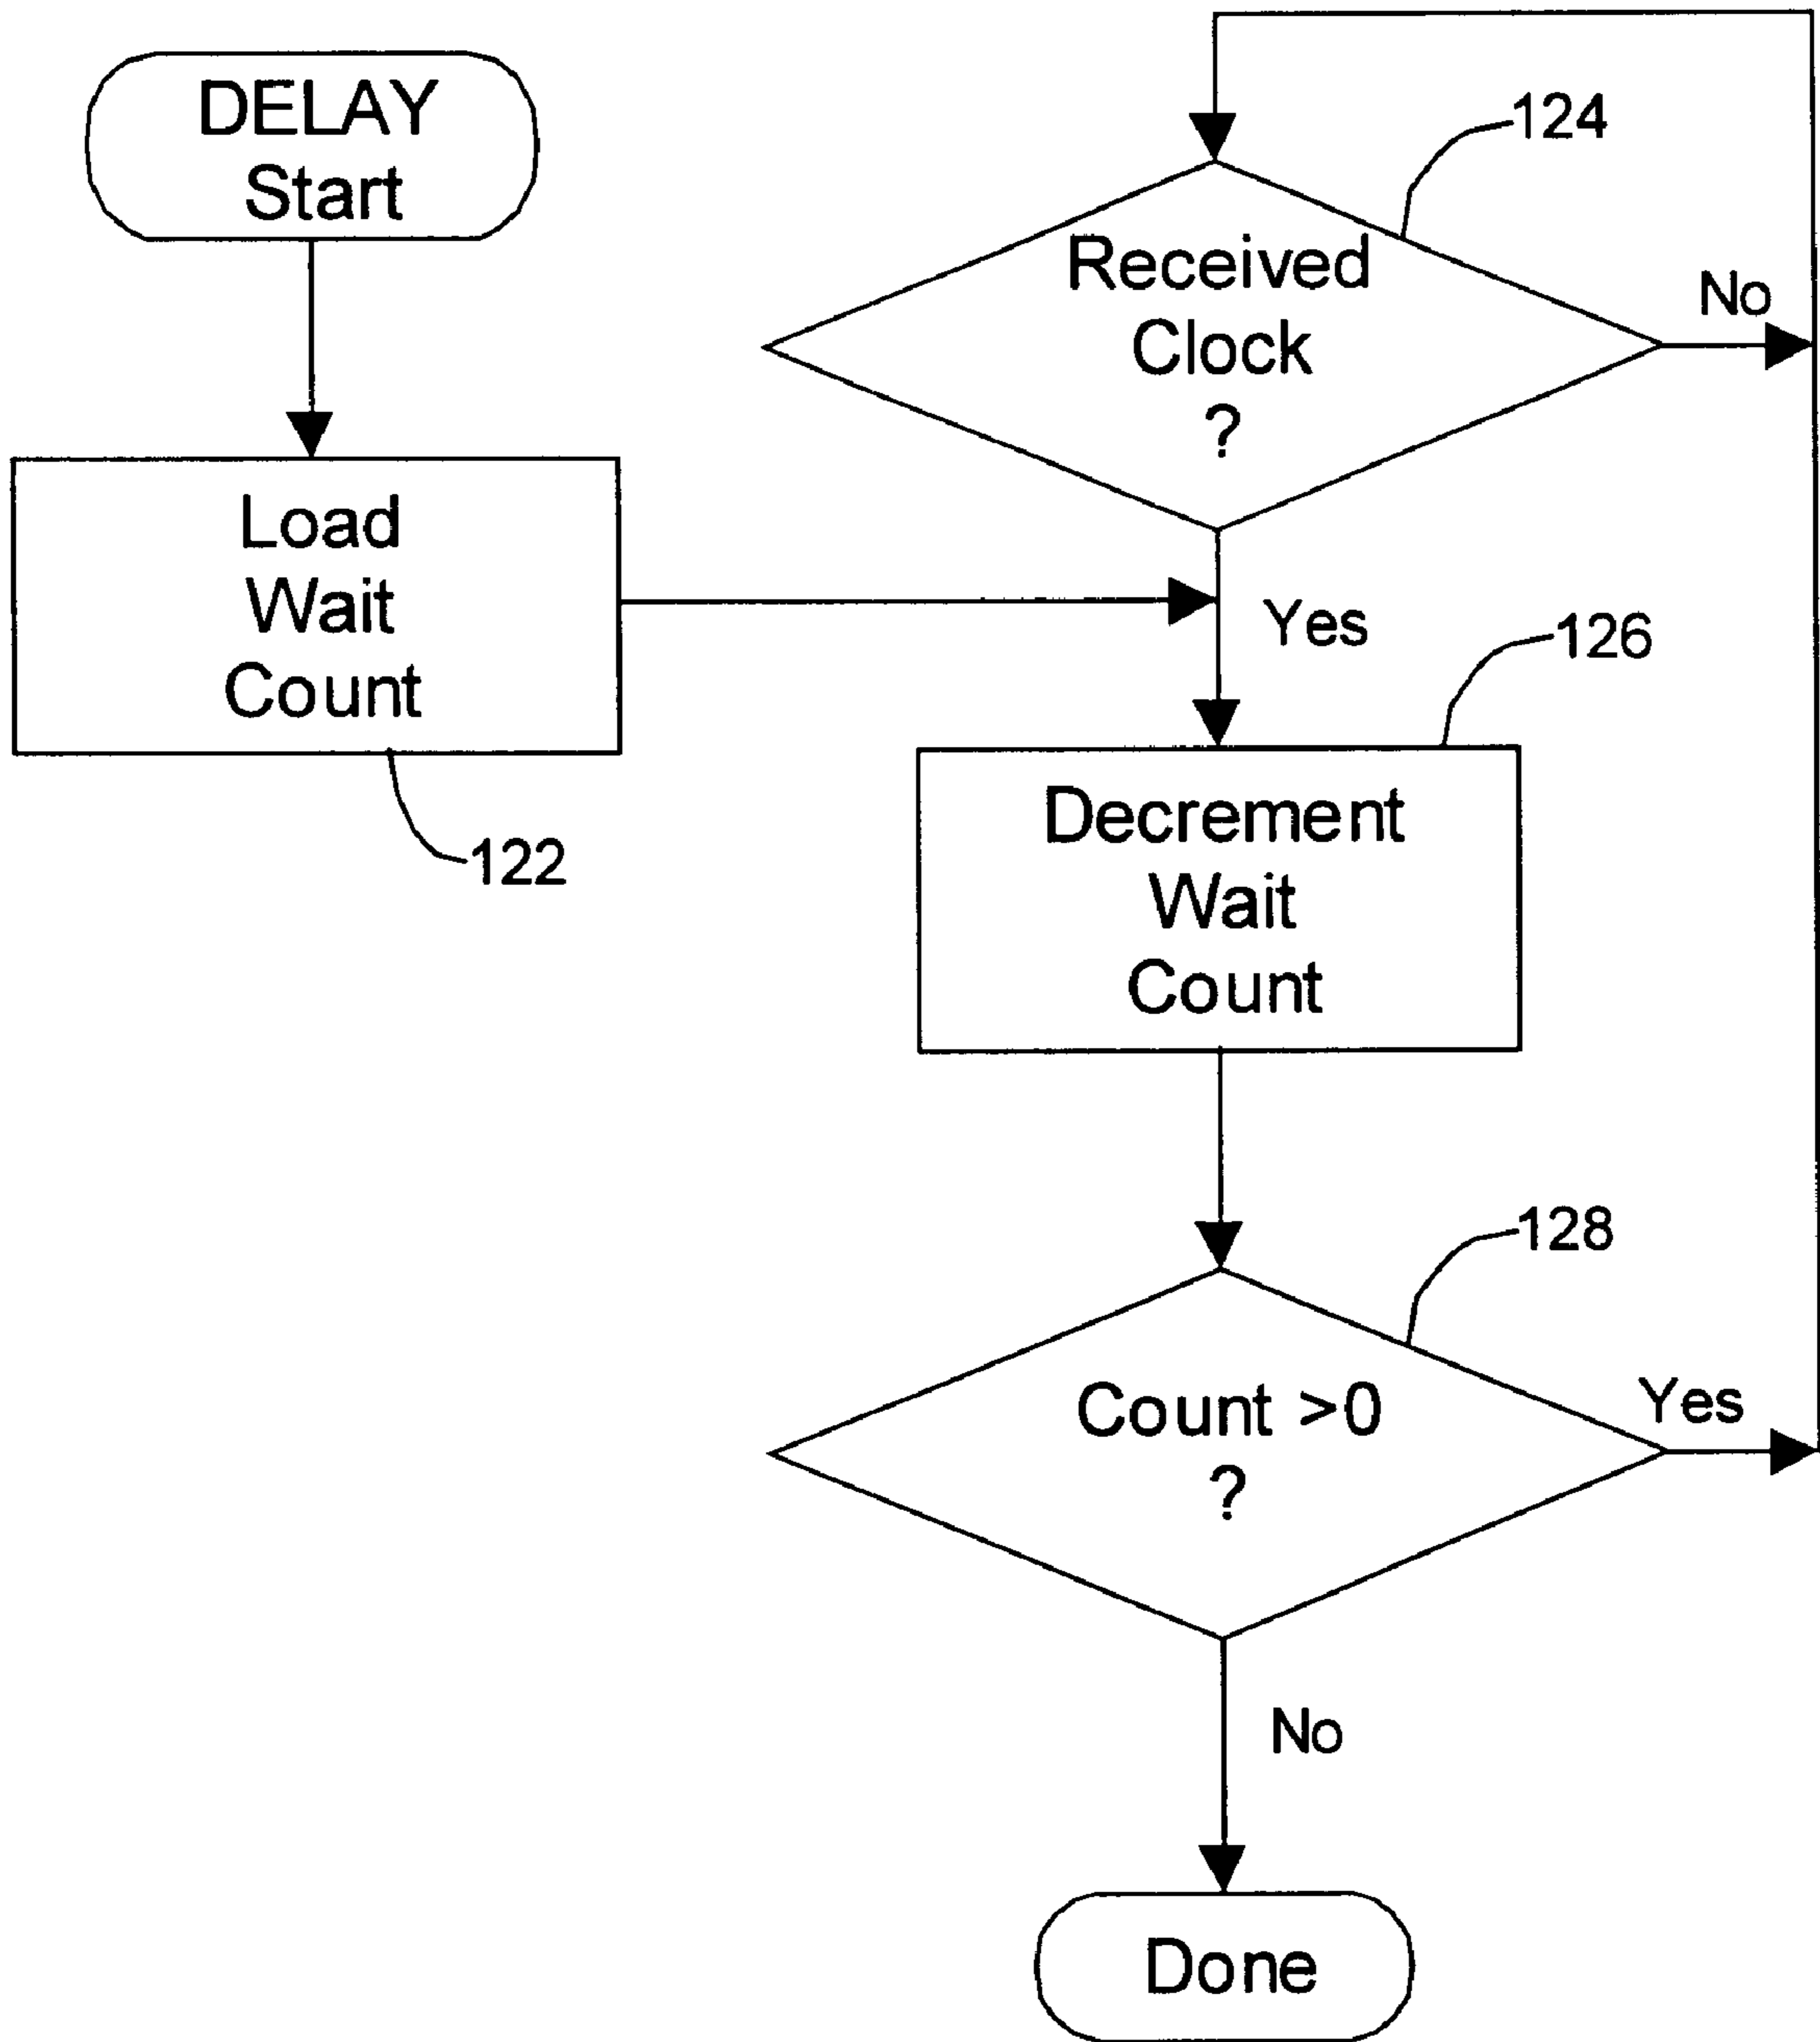 DELAY
Start
Load
Wait
Count
122
Received
Clock
?
124
No
Yes
Decrement
Wait
Count
126
Count >0
?
128
Yes
No
Done